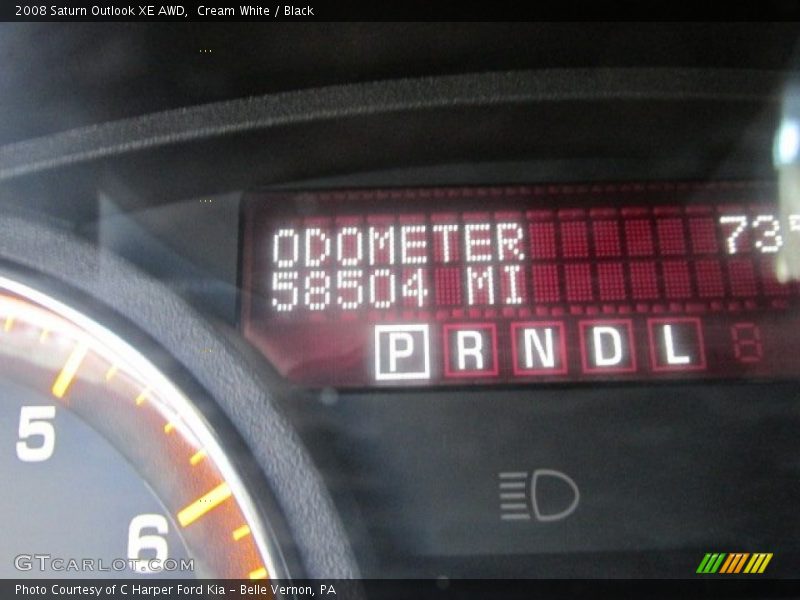 2008 Saturn Outlook XE AWD,  Cream White / Black
ODOMETER 73°
58504 MI
P R N D L
5
6
GTCARLOT.COM
Photo Courtesy of C Harper Ford Kia - Belle Vernon, PA